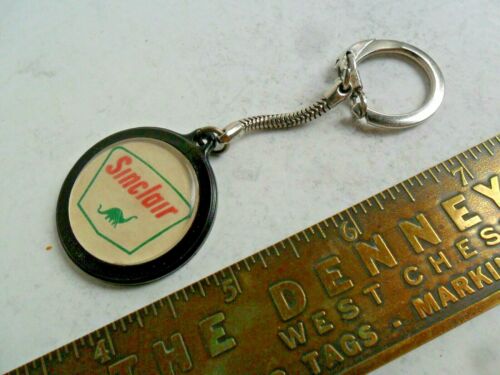 Sinclair
4 5 6 7
THE DENNEY
WEST CHES
TAGS - MARKIN